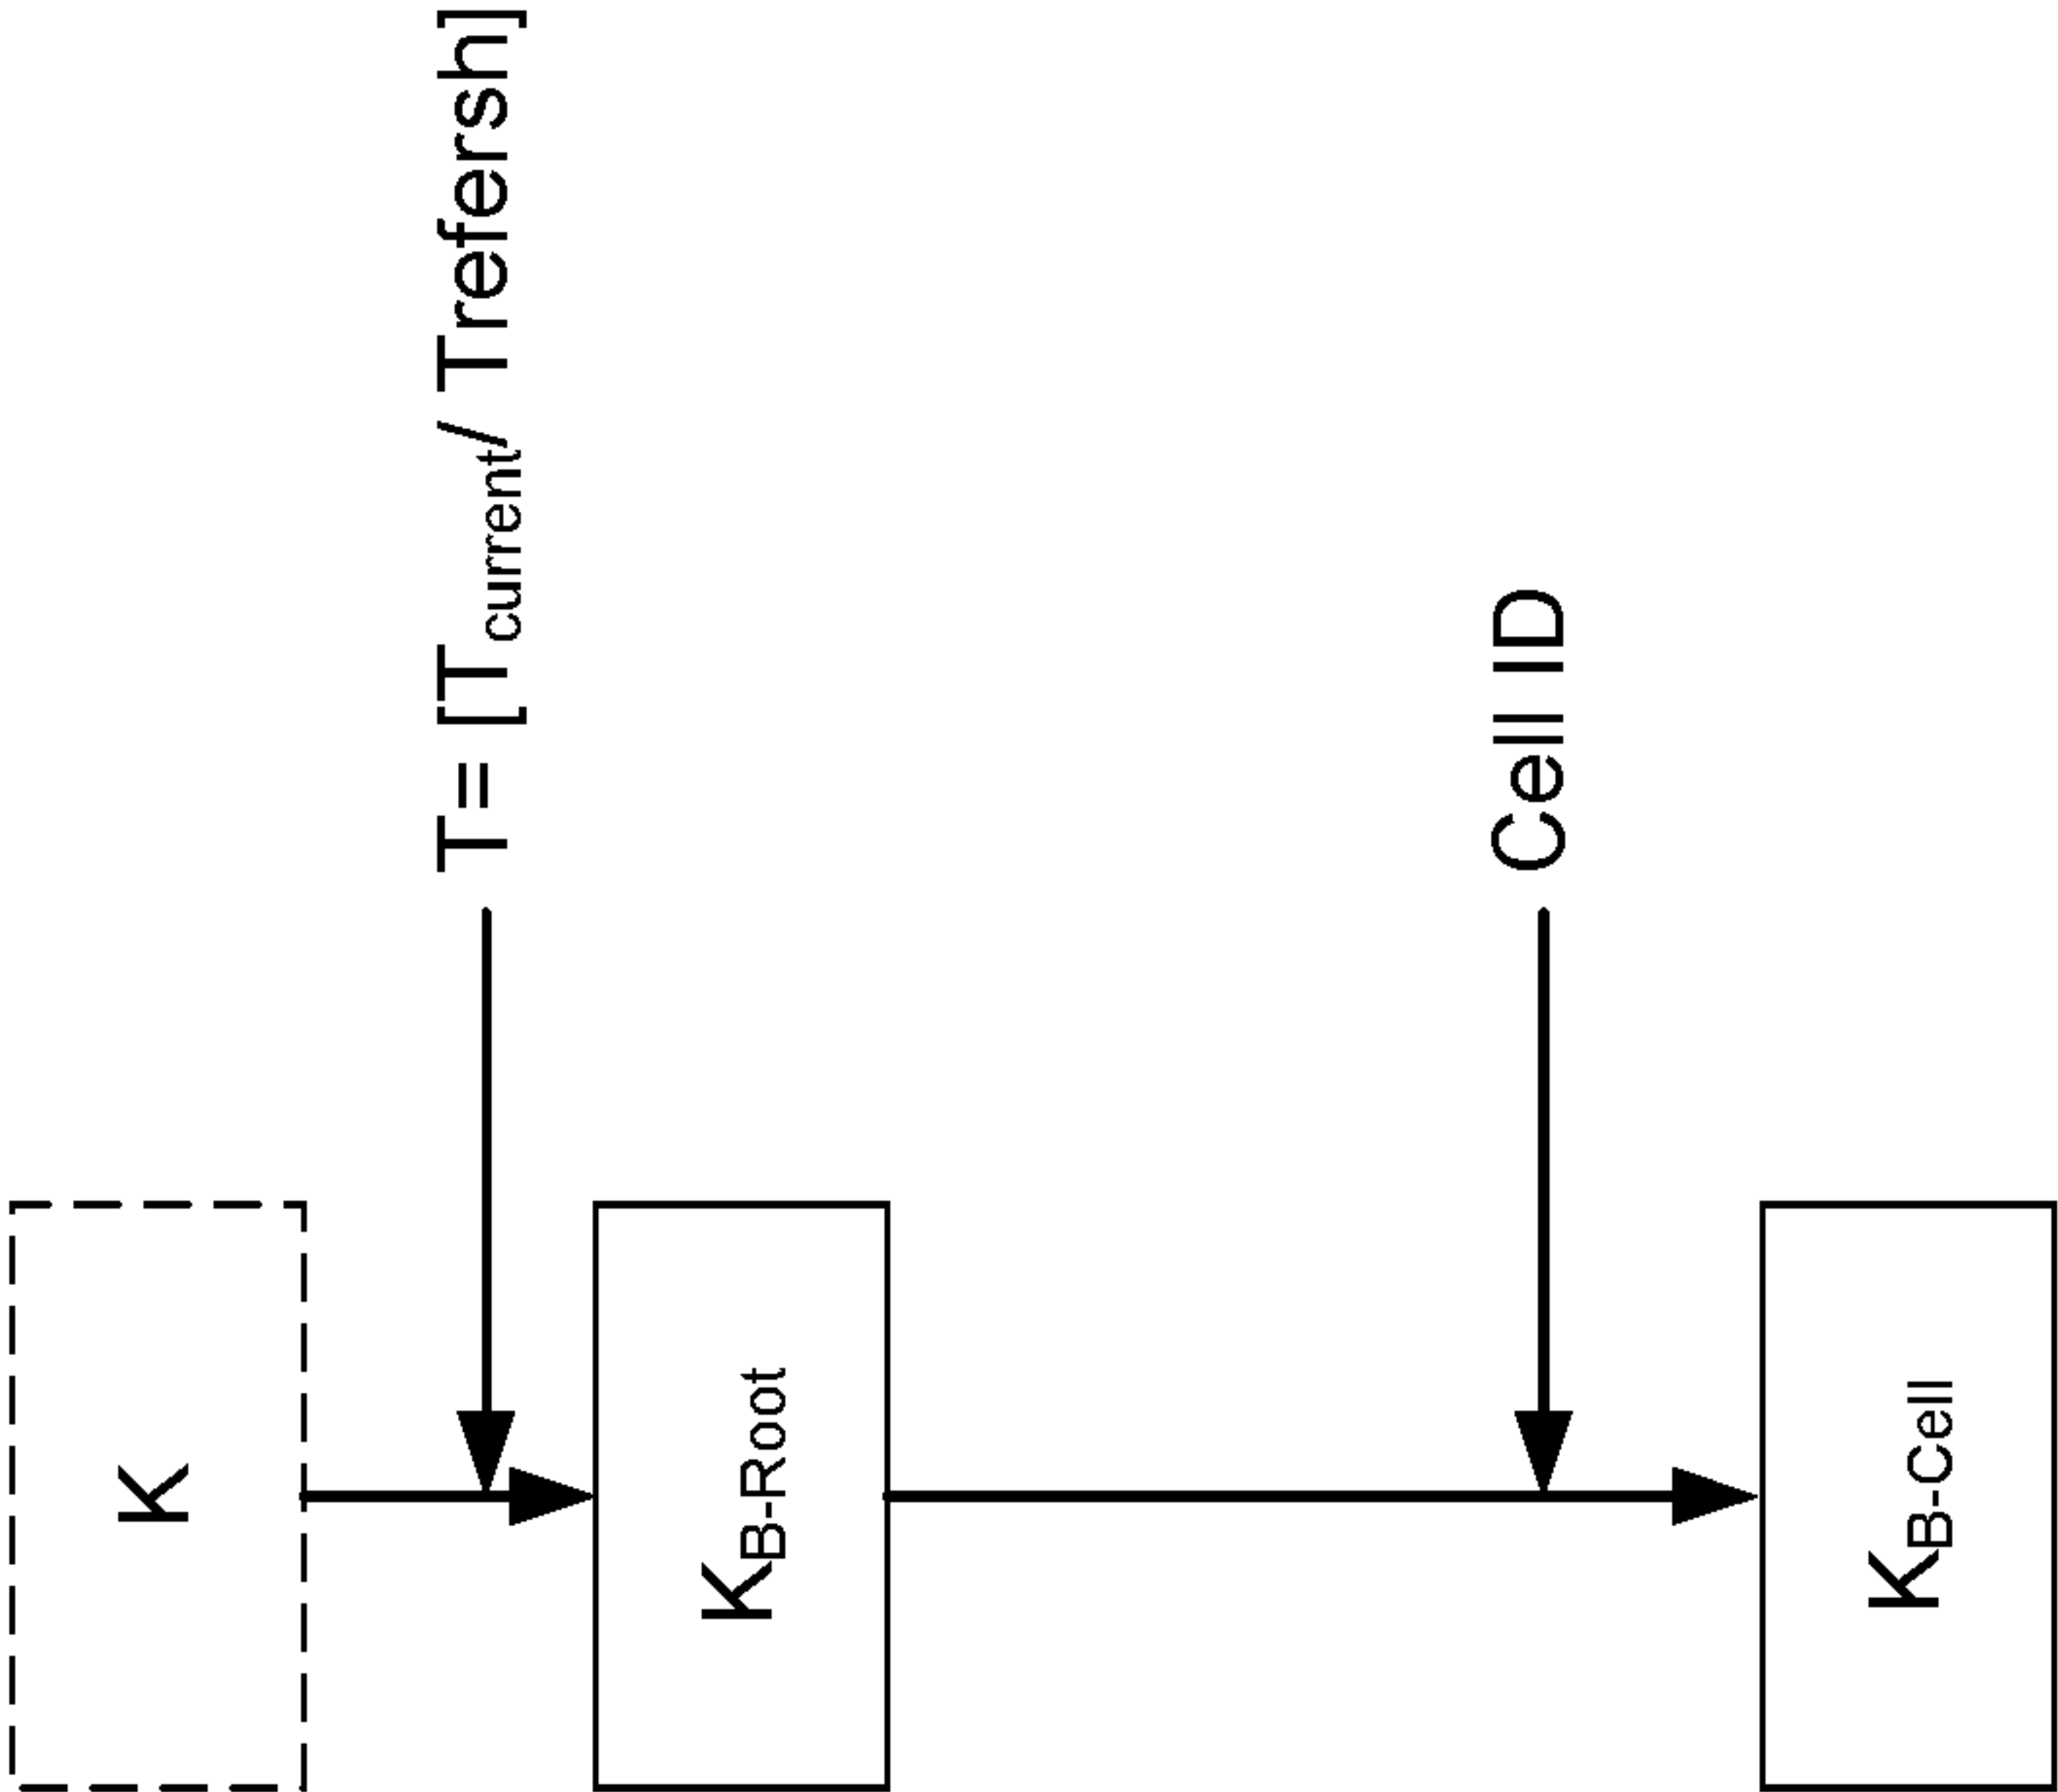 K
T= [Tcurrent/ Trefersh]
KB-Root
Cell ID
KB-Cell